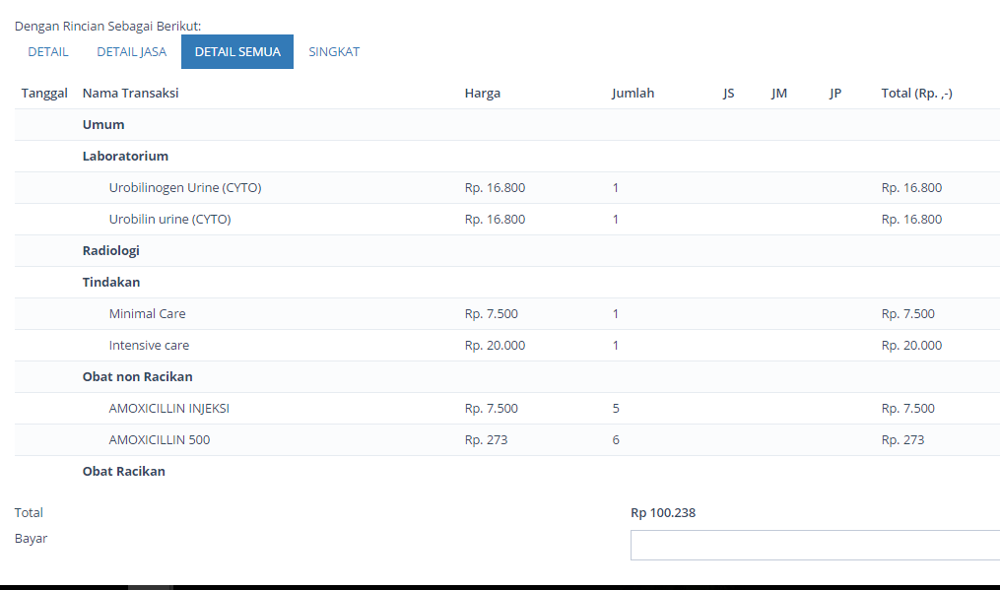 Dengan Rincian Sebagai Berikut:
DETAIL DETAIL JASA DETAIL SEMUA SINGKAT
Tanggal Nama Transaksi Harga Jumlah JS JM JP Total (Rp. ,-)
Umum
Laboratorium
Urobilinogen Urine (CYTO) Rp. 16.800 1 Rp. 16.800
Urobilin urine (CYTO) Rp. 16.800 1 Rp. 16.800
Radiologi
Tindakan
Minimal Care Rp. 7.500 1 Rp. 7.500
Intensive care Rp. 20.000 1 Rp. 20.000
Obat non Racikan
AMOXICILLIN INJEKSI Rp. 7.500 5 Rp. 7.500
AMOXICILLIN 500 Rp. 273 6 Rp. 273
Obat Racikan
Total Rp 100.238
Bayar